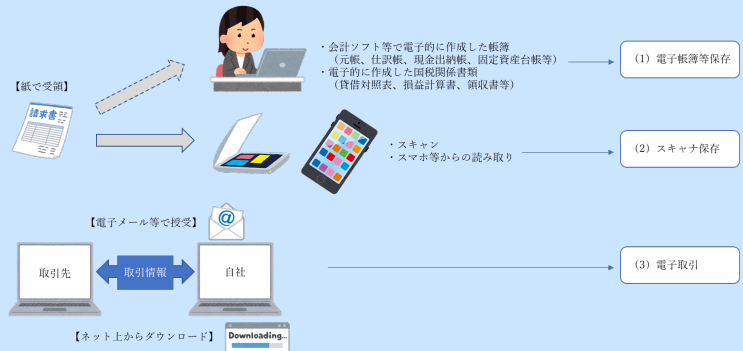 ・会計ソフト等で電子的に作成した帳簿
（元帳、仕訳帳、現金出納帳、固定資産台帳等）
・電子的に作成した国税関係書類
（貸借対照表、損益計算書、領収書等）
（1）電子帳簿等保存
【紙で受領】
請求書
・スキャン
・スマホ等からの読み取り
（2）スキャナ保存
【電子メール等で授受】
@
取引先
取引情報
自社
（3）電子取引
【ネット上からダウンロード】
Downloading...